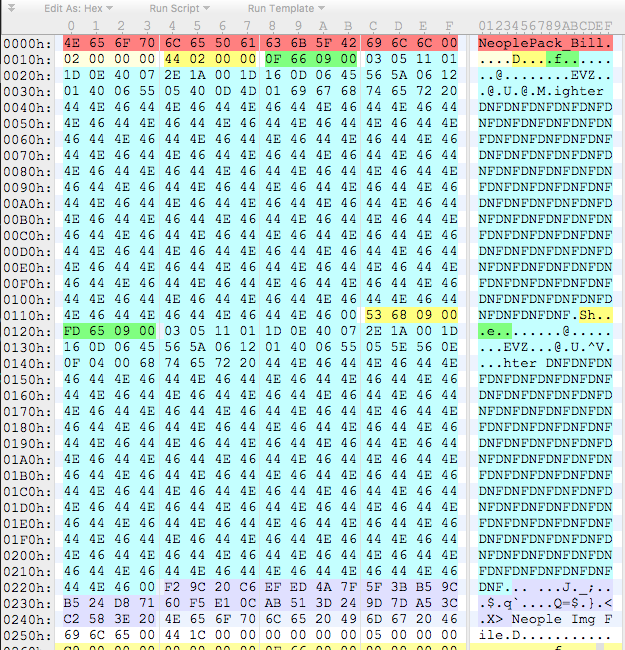 Edit As: Hex Run Script Run Template
0 1 2 3 4 5 6 7 8 9 A B C D E F 0123456789ABCDEF
0000h: 4E 65 6F 70 6C 65 50 61 63 6B 5F 42 69 6C 6C 00 NeoplePack_Bill.
0010h: 02 00 00 00 44 02 00 00 0F 66 09 00 03 05 11 01 ....D....f......
0020h: 1D 0E 40 07 2E 1A 00 1D 16 0D 06 45 56 5A 06 12 ..@........EVZ..
0030h: 01 40 06 55 05 40 0D 4D 01 69 67 68 74 65 72 20 .@.U.@.M.ighter
0040h: 44 4E 46 44 4E 46 44 4E 46 44 4E 46 44 4E 46 44 DNFDNFDNFDNFDNFD
0050h: 4E 46 44 4E 46 44 4E 46 44 4E 46 44 4E 46 44 4E NFDNFDNFDNFDNFDN
0060h: 46 44 4E 46 44 4E 46 44 4E 46 44 4E 46 44 4E 46 FDNFDNFDNFDNFDNF
0070h: 44 4E 46 44 4E 46 44 4E 46 44 4E 46 44 4E 46 44 DNFDNFDNFDNFDNFD
0080h: 4E 46 44 4E 46 44 4E 46 44 4E 46 44 4E 46 44 4E NFDNFDNFDNFDNFDN
0090h: 46 44 4E 46 44 4E 46 44 4E 46 44 4E 46 44 4E 46 FDNFDNFDNFDNFDNF
00A0h: 44 4E 46 44 4E 46 44 4E 46 44 4E 46 44 4E 46 44 DNFDNFDNFDNFDNFD
00B0h: 4E 46 44 4E 46 44 4E 46 44 4E 46 44 4E 46 44 4E NFDNFDNFDNFDNFDN
00C0h: 46 44 4E 46 44 4E 46 44 4E 46 44 4E 46 44 4E 46 FDNFDNFDNFDNFDNF
00D0h: 44 4E 46 44 4E 46 44 4E 46 44 4E 46 44 4E 46 44 DNFDNFDNFDNFDNFD
00E0h: 4E 46 44 4E 46 44 4E 46 44 4E 46 44 4E 46 44 4E NFDNFDNFDNFDNFDN
00F0h: 46 44 4E 46 44 4E 46 44 4E 46 44 4E 46 44 4E 46 FDNFDNFDNFDNFDNF
0100h: 44 4E 46 44 4E 46 44 4E 46 44 4E 46 44 4E 46 44 DNFDNFDNFDNFDNFD
0110h: 4E 46 44 4E 46 44 4E 46 44 4E 46 00 53 68 09 00 NFDNFDNFDNF.Sh..
0120h: FD 65 09 00 03 05 11 01 1D 0E 40 07 2E 1A 00 1D .e........@.....
0130h: 16 0D 06 45 56 5A 06 12 01 40 06 55 05 5E 56 0E ...EVZ...@.U.^V.
0140h: 0F 04 00 68 74 65 72 20 44 4E 46 44 4E 46 44 4E ...hter DNFDNFDN
0150h: 46 44 4E 46 44 4E 46 44 4E 46 44 4E 46 44 4E 46 FDNFDNFDNFDNFDNF
0160h: 44 4E 46 44 4E 46 44 4E 46 44 4E 46 44 4E 46 44 DNFDNFDNFDNFDNFD
0170h: 4E 46 44 4E 46 44 4E 46 44 4E 46 44 4E 46 44 4E NFDNFDNFDNFDNFDN
0180h: 46 44 4E 46 44 4E 46 44 4E 46 44 4E 46 44 4E 46 FDNFDNFDNFDNFDNF
0190h: 44 4E 46 44 4E 46 44 4E 46 44 4E 46 44 4E 46 44 DNFDNFDNFDNFDNFD
01A0h: 4E 46 44 4E 46 44 4E 46 44 4E 46 44 4E 46 44 4E NFDNFDNFDNFDNFDN
01B0h: 46 44 4E 46 44 4E 46 44 4E 46 44 4E 46 44 4E 46 FDNFDNFDNFDNFDNF
01C0h: 44 4E 46 44 4E 46 44 4E 46 44 4E 46 44 4E 46 44 DNFDNFDNFDNFDNFD
01D0h: 4E 46 44 4E 46 44 4E 46 44 4E 46 44 4E 46 44 4E NFDNFDNFDNFDNFDN
01E0h: 46 44 4E 46 44 4E 46 44 4E 46 44 4E 46 44 4E 46 FDNFDNFDNFDNFDNF
01F0h: 44 4E 46 44 4E 46 44 4E 46 44 4E 46 44 4E 46 44 DNFDNFDNFDNFDNFD
0200h: 4E 46 44 4E 46 44 4E 46 44 4E 46 44 4E 46 44 4E NFDNFDNFDNFDNFDN
0210h: 46 44 4E 46 44 4E 46 44 4E 46 44 4E 46 44 4E 46 FDNFDNFDNFDNFDNF
0220h: 44 4E 46 00 F2 9C 20 C6 EF ED 4A 7F 5F 3B B5 9C DNF... ...J._;..
0230h: B5 24 D8 71 60 F5 E1 0C AB 51 3D 24 9D 7D A5 3C .$.q`....Q=$.}.<
0240h: C2 58 3E 20 4E 65 6F 70 6C 65 20 49 6D 67 20 46 .X> Neople Img F
0250h: 69 6C 65 00 44 1C 00 00 00 00 00 00 05 00 00 00 ile.D...........